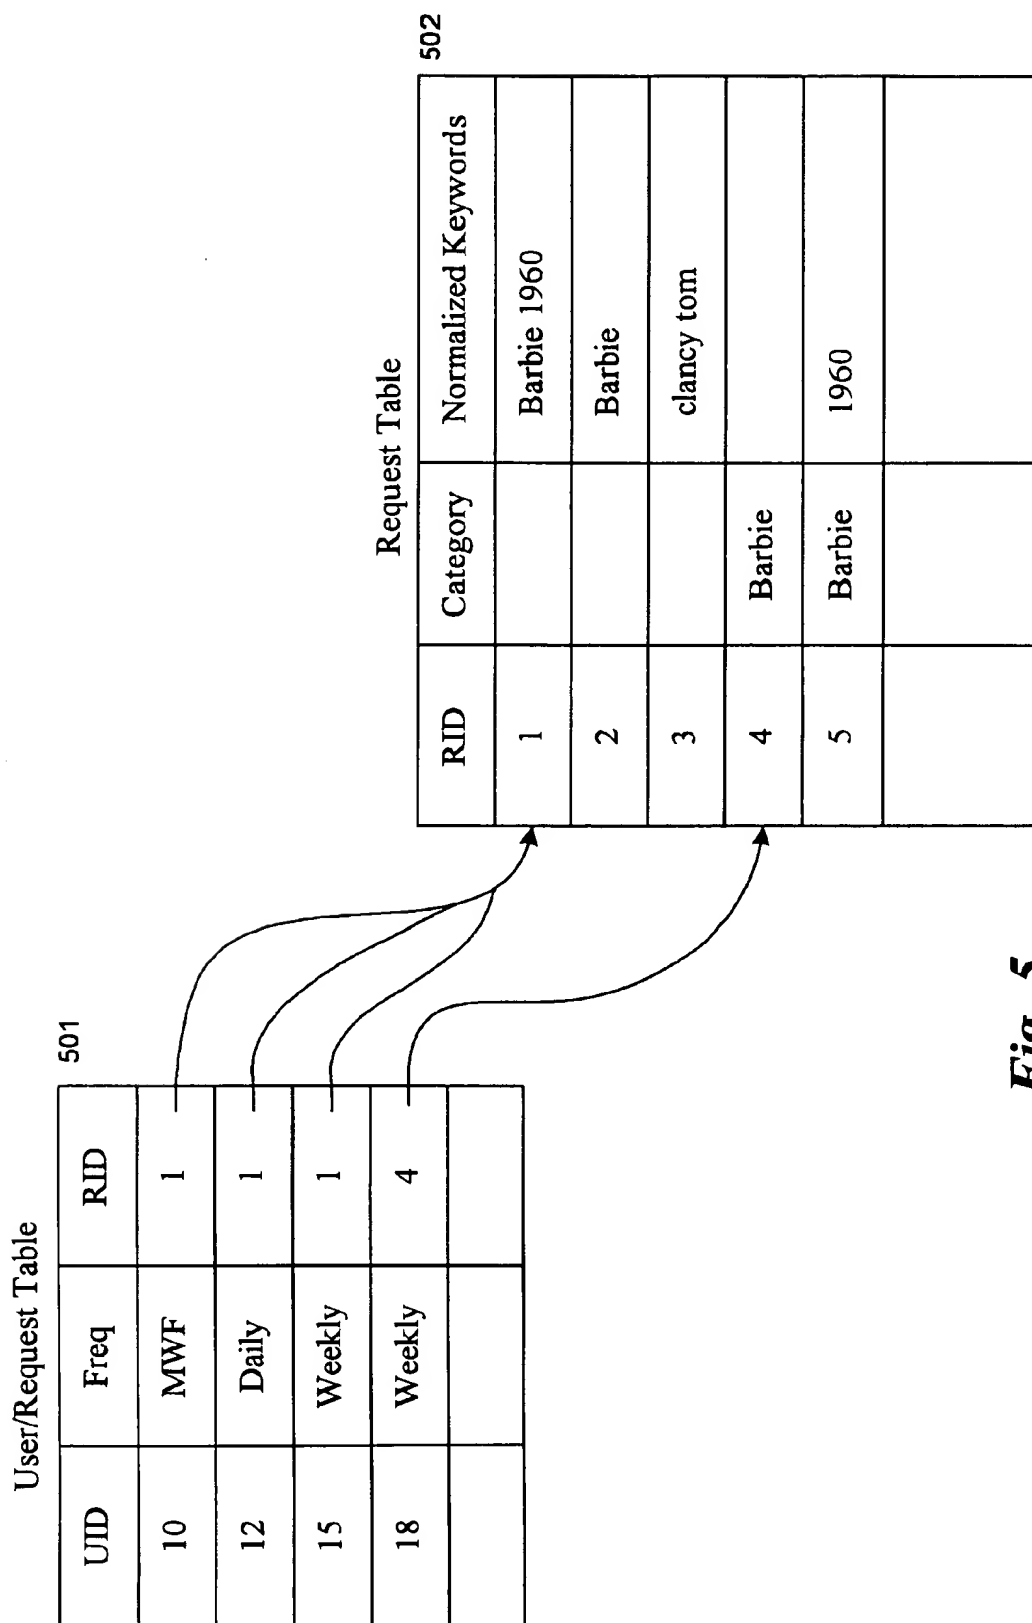 User/Request Table
501
UID Freq RID
10 MWF 1
12 Daily 1
15 Weekly 1
18 Weekly 4
Request Table
502
RID Category Normalized Keywords
1 Barbie 1960
2 Barbie
3 clancy tom
4 Barbie
5 Barbie 1960
Fig. 5